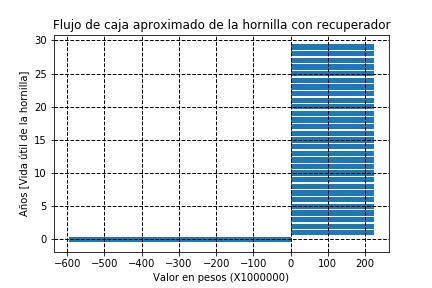 Flujo de caja aproximado de la hornilla con recuperador
30
25
20
15
10
5
0
Años [Vida útil de la hornilla]
−600 −500 −400 −300 −200 −100 0 100 200
Valor en pesos (X1000000)